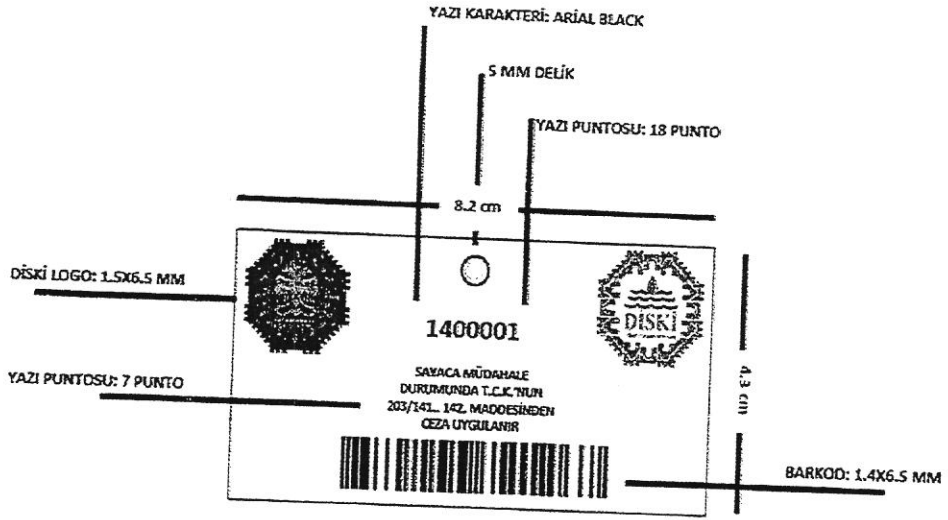 YAZI KARAKTERİ: ARİAL BLACK
5 MM DELİK
YAZI PUNTOSU: 18 PUNTO
8.2 cm
DİSKİ LOGO: 1.5X6.5 MM
DİSKİ
1400001
YAZI PUNTOSU: 7 PUNTO
SAYACA MÜDAHALE
DURUMUNDA T.C.K.'NUN
203/141.. 142. MADDESİNDEN
CEZA UYGULANIR
4.3 cm
BARKOD: 1.4X6.5 MM